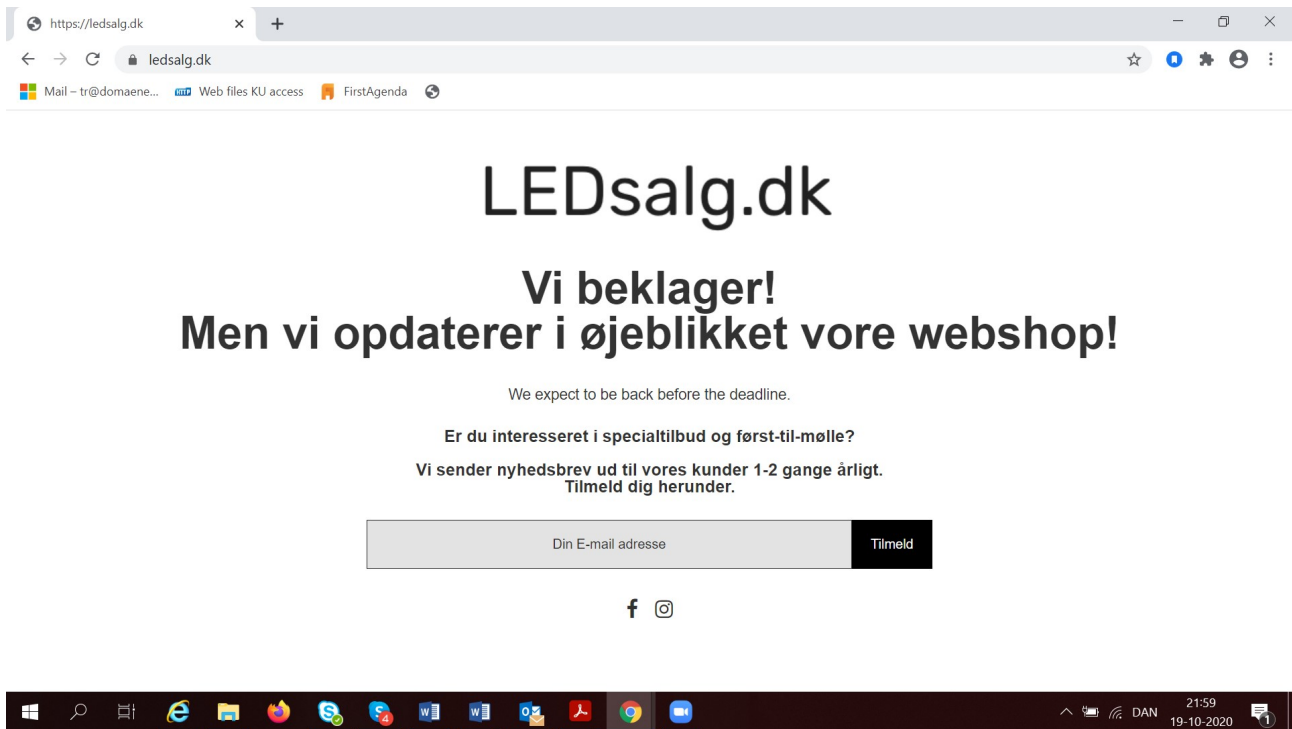 https://ledsalg.dk
ledsalg.dk
Mail – tr@domaene...
Web files KU access
FirstAgenda
LEDsalg.dk
Vi beklager!
Men vi opdaterer i øjeblikket vore webshop!
We expect to be back before the deadline.
Er du interesseret i specialtilbud og først-til-mølle?
Vi sender nyhedsbrev ud til vores kunder 1-2 gange årligt.
Tilmeld dig herunder.
Din E-mail adresse
Tilmeld
4
DAN
21:59
19-10-2020
1